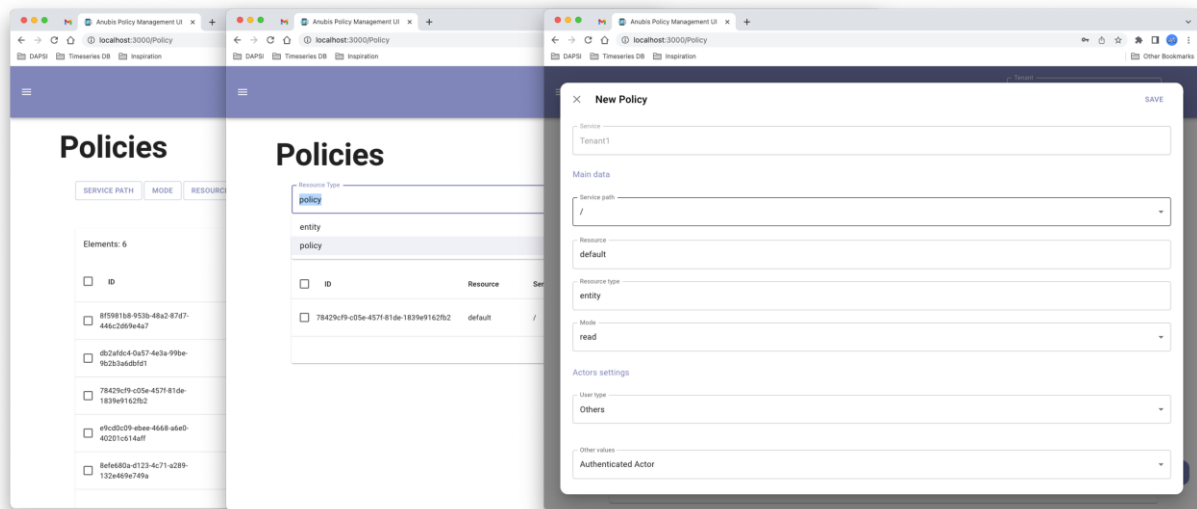 Anubis Policy Management UI
localhost:3000/Policy
DAPSI
Timeseries DB
Inspiration
Policies
SERVICE PATH
MODE
RESOURC
Elements: 6
ID
8f5981b8-953b-48a2-87d7-
446c2d69e4a7
db2afdc4-0a57-4e3a-99be-
9b2b3a6dbfd1
78429cf9-c05e-457f-81de-
1839e9162fb2
e9cd0c09-ebee-4668-a6e0-
40201c614aff
8efe680a-d123-4c71-a289-
132e469e749a
Anubis Policy Management UI
localhost:3000/Policy
DAPSI
Timeseries DB
Inspiration
Policies
Resource Type
policy
entity
policy
ID
Resource
Ser
78429cf9-c05e-457f-81de-1839e9162fb2
default
/
Anubis Policy Management UI
localhost:3000/Policy
DAPSI
Timeseries DB
Inspiration
Other Bookmarks
Tenant
New Policy
SAVE
Service
Tenant1
Main data
Service path
/
Resource
default
Resource type
entity
Mode
read
Actors settings
User type
Others
Other values
Authenticated Actor